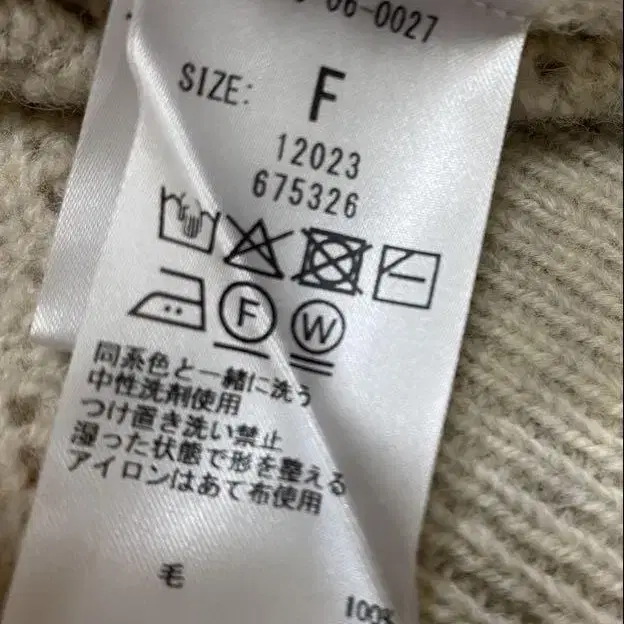 06-0027
SIZE: F
12023
675326
F W
同系色と一緒に洗う
中性洗剤使用
つけ置き洗い禁止
湿った状態で形を整える
アイロンはあて布使用
毛 100%